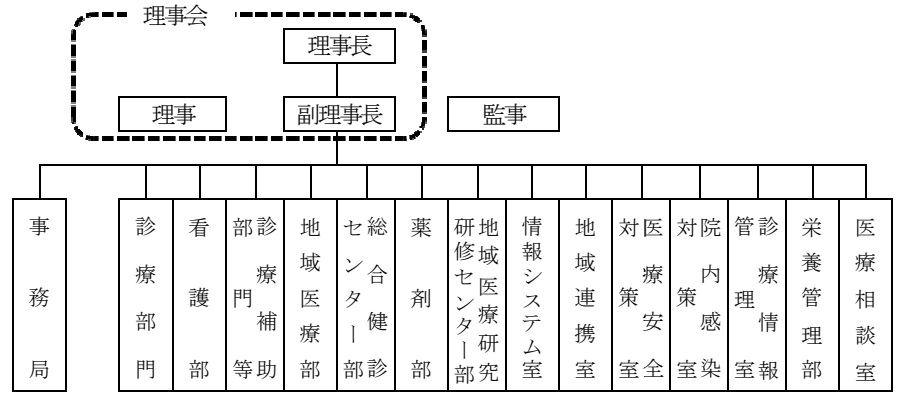 理事会
理事長
理事
副理事長
監事
事務局
診療部門
看護部
診療補助
部門等
地域医療部
総合健診
センター部
薬剤部
地域医療研究
研修センター部
情報システム室
地域連携室
医療安全
対策室
院内感染
対策室
診療情報
管理室
栄養管理部
医療相談室